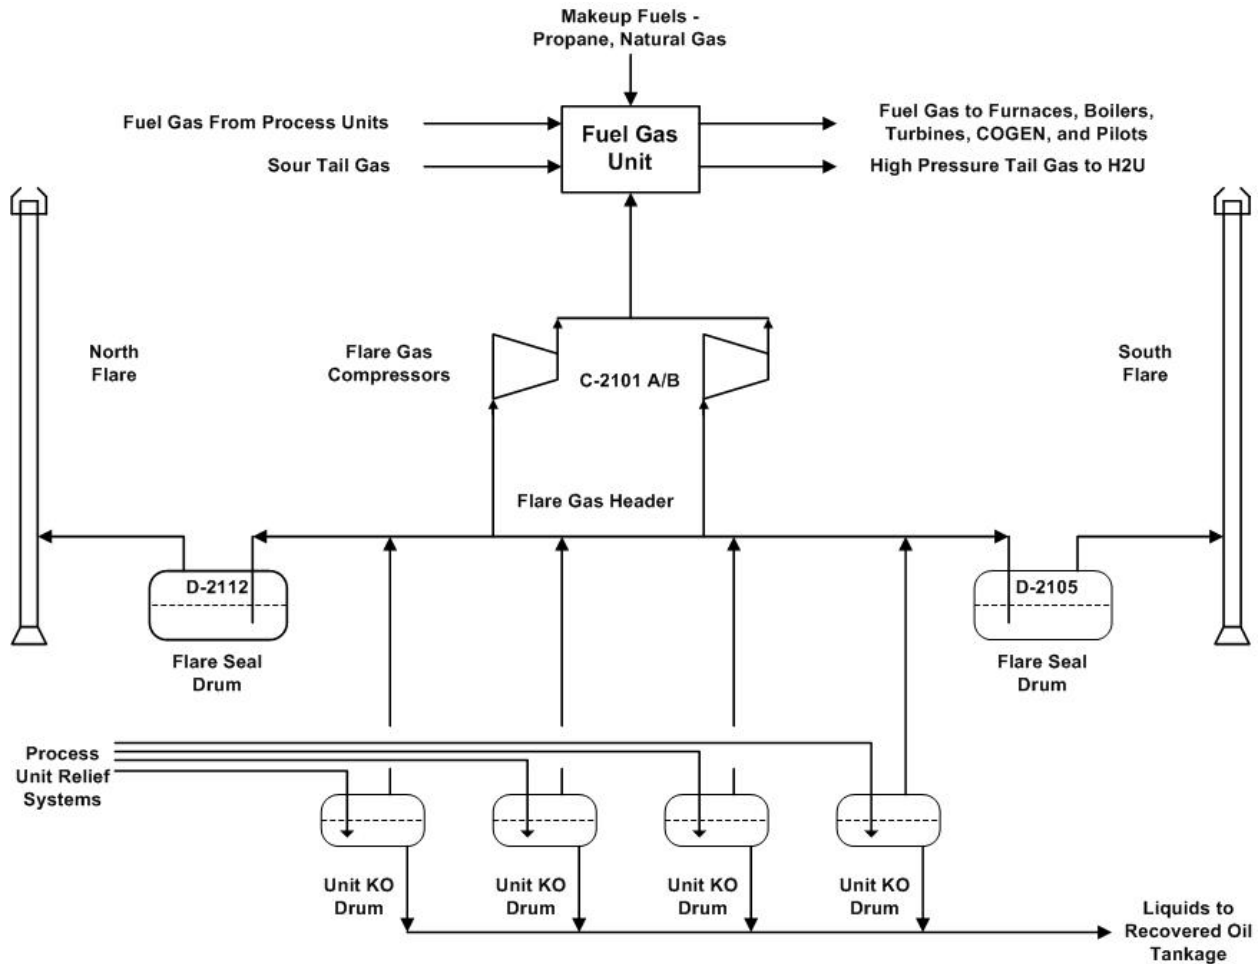 Makeup Fuels -
Propane, Natural Gas
Fuel Gas From Process Units
Sour Tail Gas
Fuel Gas
Unit
Fuel Gas to Furnaces, Boilers,
Turbines, COGEN, and Pilots
High Pressure Tail Gas to H2U
North
Flare
Flare Gas
Compressors
C-2101 A/B
South
Flare
Flare Gas Header
D-2112
Flare Seal
Drum
D-2105
Flare Seal
Drum
Process
Unit Relief
Systems
Unit KO
Drum
Unit KO
Drum
Unit KO
Drum
Unit KO
Drum
Liquids to
Recovered Oil
Tankage